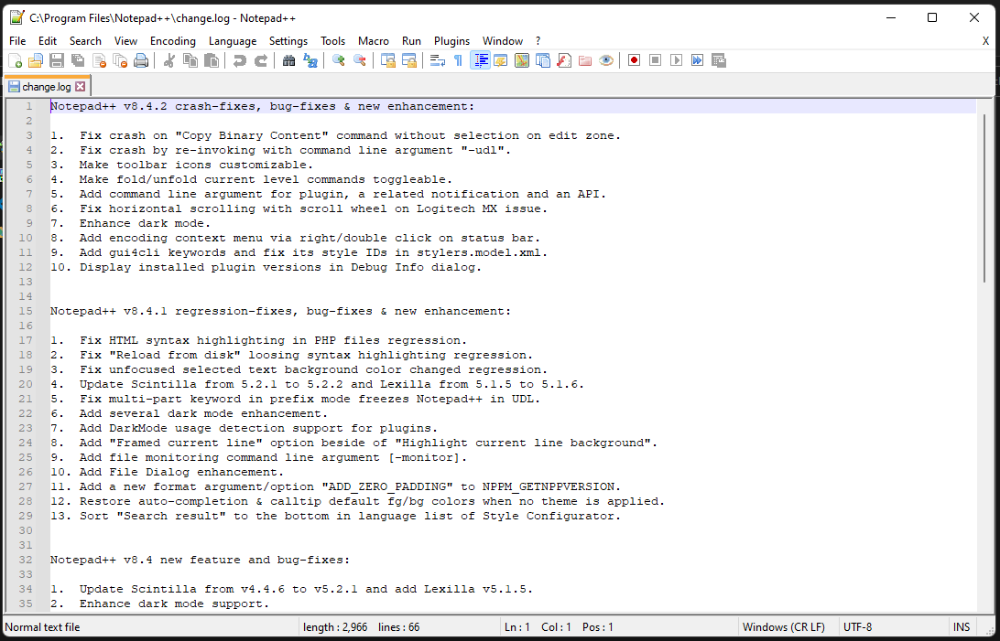 C:\Program Files\Notepad++\change.log - Notepad++
File Edit Search View Encoding Language Settings Tools Macro Run Plugins Window ? X
change.log
1 Notepad++ v8.4.2 crash-fixes, bug-fixes & new enhancement:
2
3 1. Fix crash on "Copy Binary Content" command without selection on edit zone.
4 2. Fix crash by re-invoking with command line argument "-udl".
5 3. Make toolbar icons customizable.
6 4. Make fold/unfold current level commands toggleable.
7 5. Add command line argument for plugin, a related notification and an API.
8 6. Fix horizontal scrolling with scroll wheel on Logitech MX issue.
9 7. Enhance dark mode.
10 8. Add encoding context menu via right/double click on status bar.
11 9. Add gui4cli keywords and fix its style IDs in stylers.model.xml.
12 10. Display installed plugin versions in Debug Info dialog.
13
14
15 Notepad++ v8.4.1 regression-fixes, bug-fixes & new enhancement:
16
17 1. Fix HTML syntax highlighting in PHP files regression.
18 2. Fix "Reload from disk" loosing syntax highlighting regression.
19 3. Fix unfocused selected text background color changed regression.
20 4. Update Scintilla from 5.2.1 to 5.2.2 and Lexilla from 5.1.5 to 5.1.6.
21 5. Fix multi-part keyword in prefix mode freezes Notepad++ in UDL.
22 6. Add several dark mode enhancement.
23 7. Add DarkMode usage detection support for plugins.
24 8. Add "Framed current line" option beside of "Highlight current line background".
25 9. Add file monitoring command line argument [-monitor].
26 10. Add File Dialog enhancement.
27 11. Add a new format argument/option "ADD_ZERO_PADDING" to NPPM_GETNPPVERSION.
28 12. Restore auto-completion & calltip default fg/bg colors when no theme is applied.
29 13. Sort "Search result" to the bottom in language list of Style Configurator.
30
31
32 Notepad++ v8.4 new feature and bug-fixes:
33
34 1. Update Scintilla from v4.4.6 to v5.2.1 and add Lexilla v5.1.5.
35 2. Enhance dark mode support.
Normal text file length : 2,966 lines : 66 Ln : 1 Col : 1 Pos : 1 Windows (CR LF) UTF-8 INS